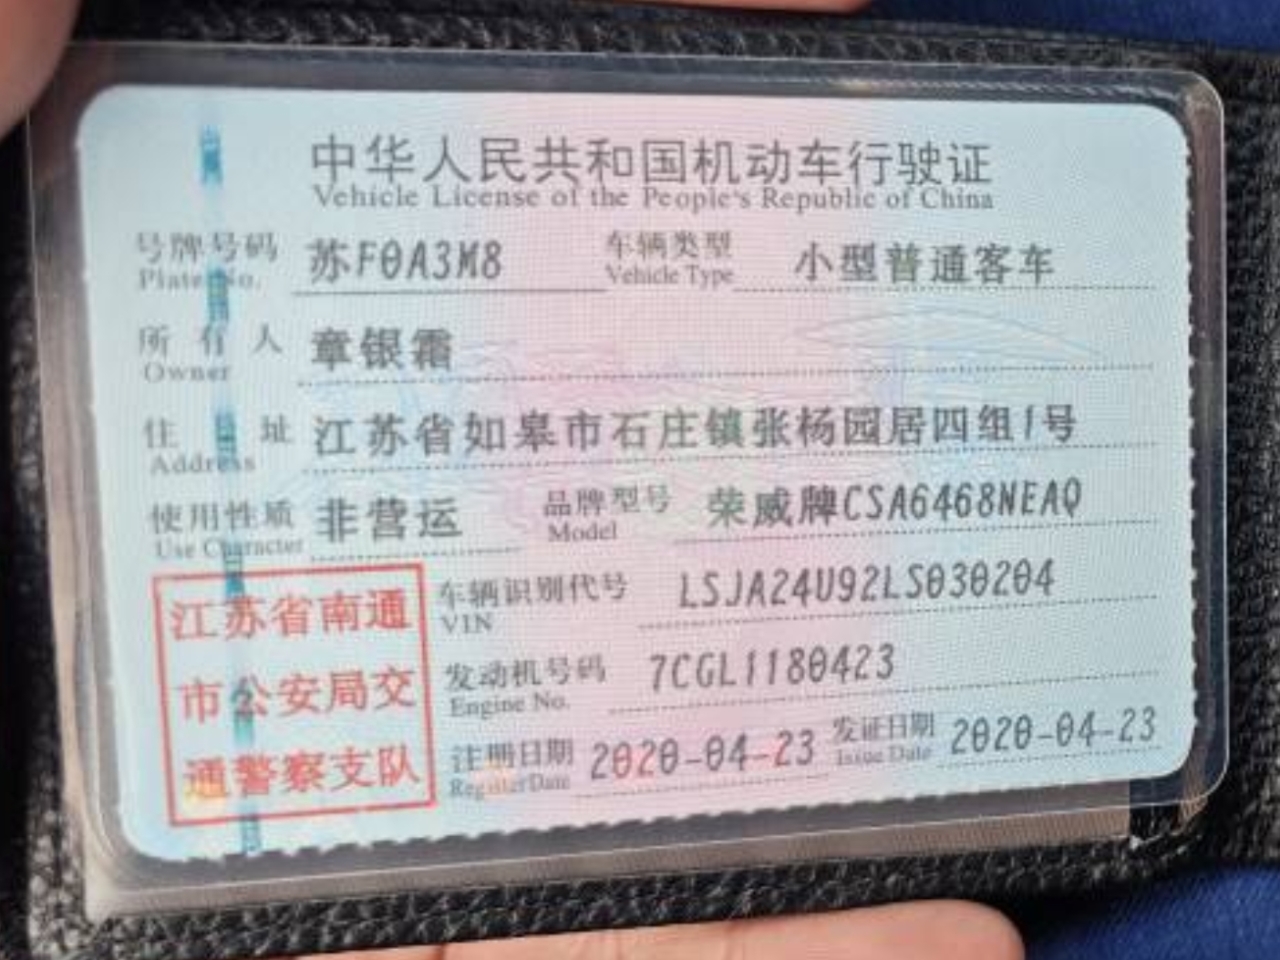 中华人民共和国机动车行驶证
Vehicle License of the People's Republic of China
号牌号码 苏F0A3M8 车辆类型 小型普通客车
Plate No. Vehicle Type
所有人 章银霜
Owner
住址 江苏省如皋市石庄镇张杨园居四组1号
Address
使用性质 非营运 品牌型号 荣威牌CSA6468NEAQ
Use Character Model
江苏省南通
市公安局交
通警察支队
车辆识别代号 LSJA24U92LS030204
VIN
发动机号码 7CGL1180423
Engine No.
注册日期 2020-04-23 发证日期 2020-04-23
Register Date Issue Date